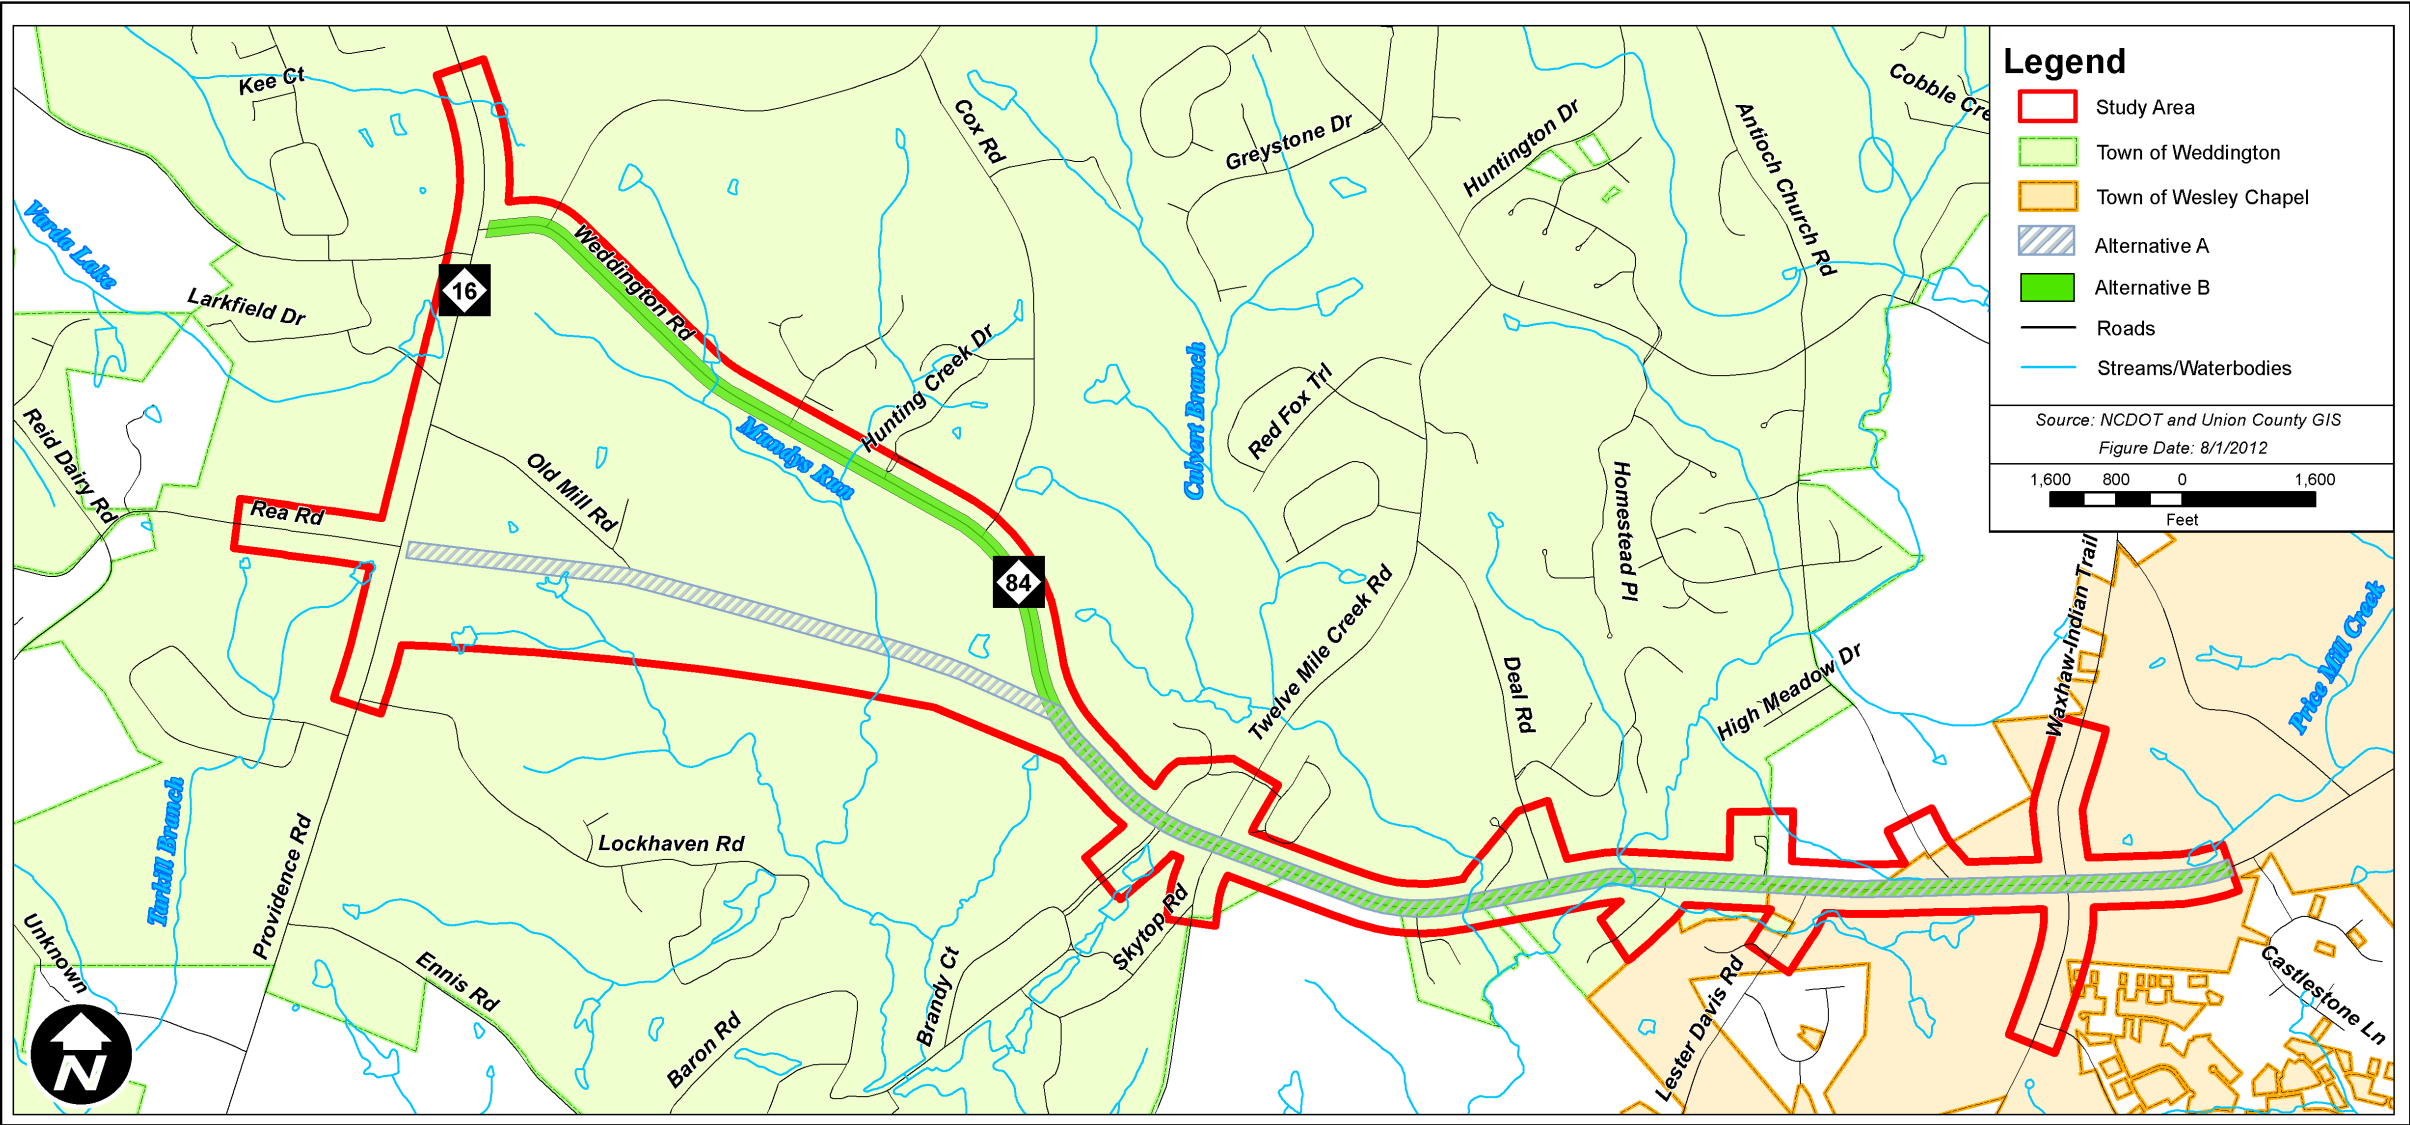 Kee Ct
Varda Lake
Larkfield Dr
16
Weddington Rd
Cox Rd
Greystone Dr
Huntington Dr
Antioch Church Rd
Cobble Cre
Reid Dairy Rd
Rea Rd
Old Mill Rd
Mundys Run
Hunting Creek Dr
Culvert Branch
Red Fox Trl
Homestead Pl
84
Twelve Mile Creek Rd
Deal Rd
High Meadow Dr
Waxhaw-Indian Trail
Price Mill Creek
Tarkill Branch
Providence Rd
Lockhaven Rd
Unknown
Ennis Rd
Baron Rd
Brandy Ct
Skytop Rd
Lester Davis Rd
Castlestone Ln
N
Legend
Study Area
Town of Weddington
Town of Wesley Chapel
Alternative A
Alternative B
Roads
Streams/Waterbodies
Source: NCDOT and Union County GIS
Figure Date: 8/1/2012
1,600 800 0 1,600
Feet